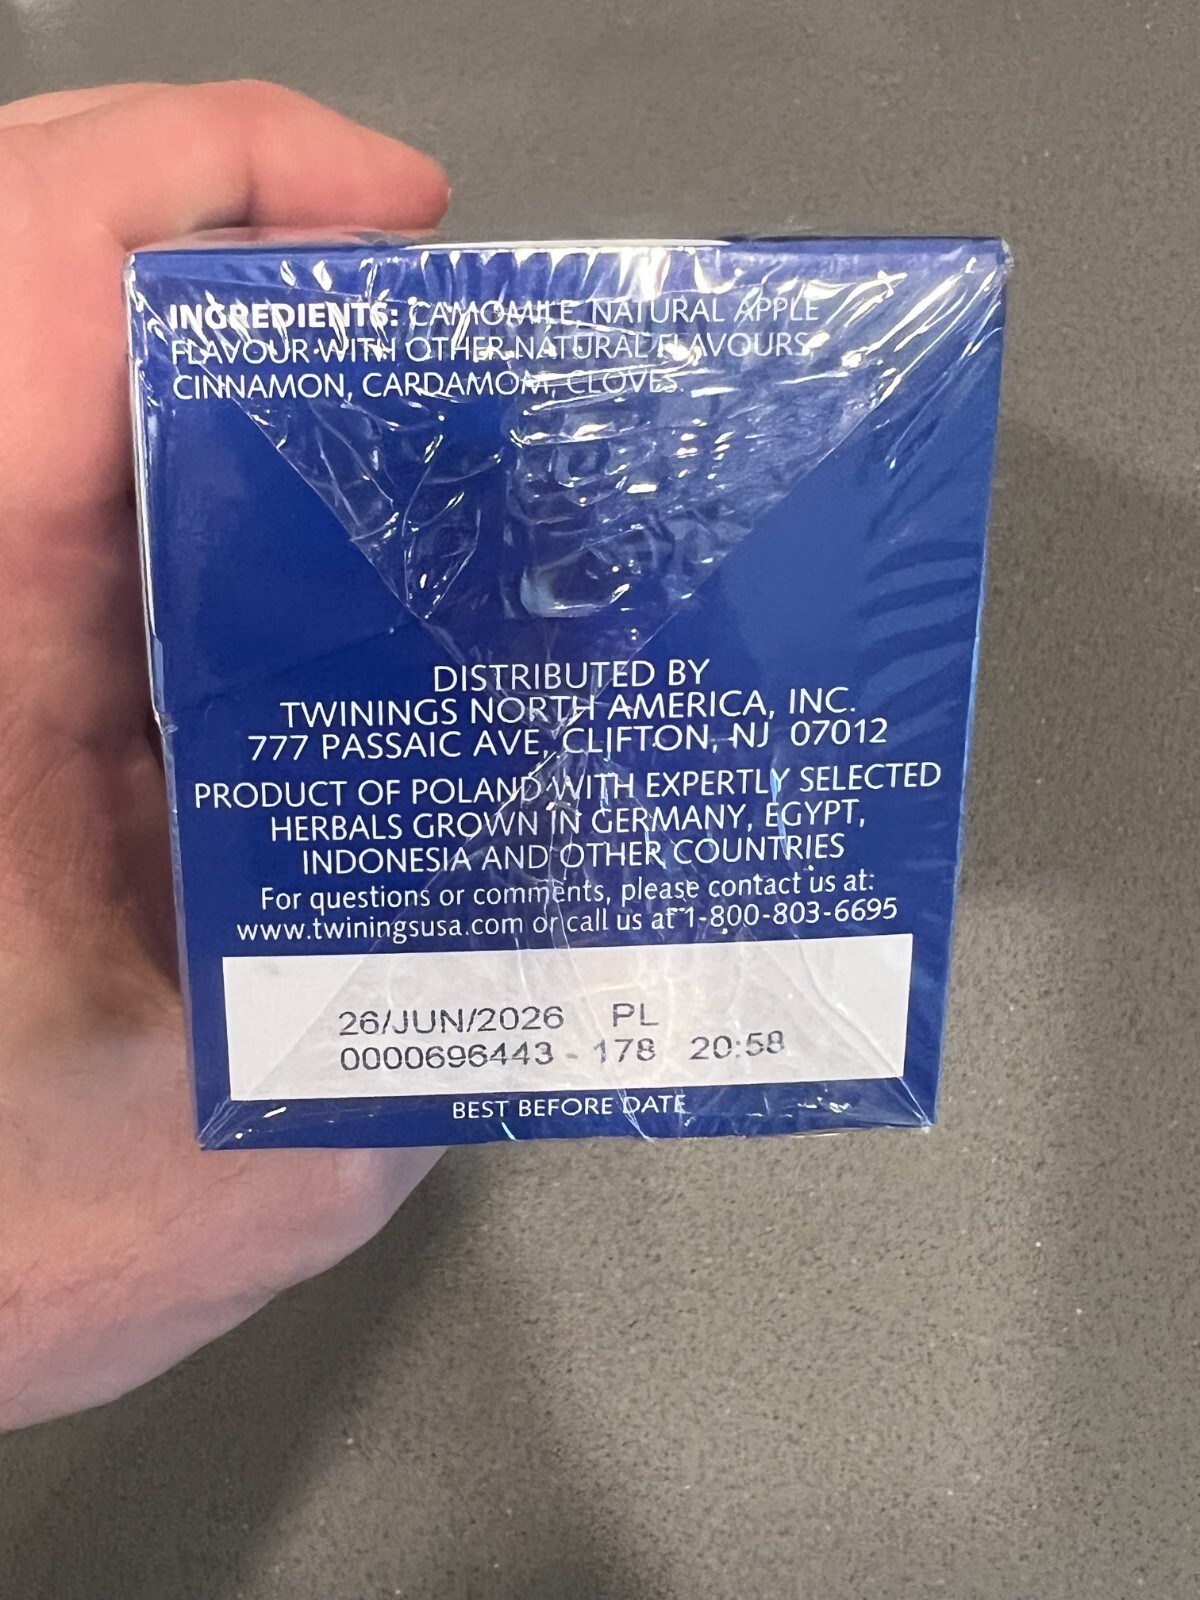 INGREDIENTS: CAMOMILE, NATURAL APPLE
FLAVOUR WITH OTHER NATURAL FLAVOURS,
CINNAMON, CARDAMOM, CLOVES.
DISTRIBUTED BY
TWININGS NORTH AMERICA, INC.
777 PASSAIC AVE, CLIFTON, NJ 07012
PRODUCT OF POLAND WITH EXPERTLY SELECTED
HERBALS GROWN IN GERMANY, EGYPT,
INDONESIA AND OTHER COUNTRIES
For questions or comments, please contact us at:
www.twiningsusa.com or call us at 1-800-803-6695
26/JUN/2026 PL
0000696443 - 178 20:58
BEST BEFORE DATE